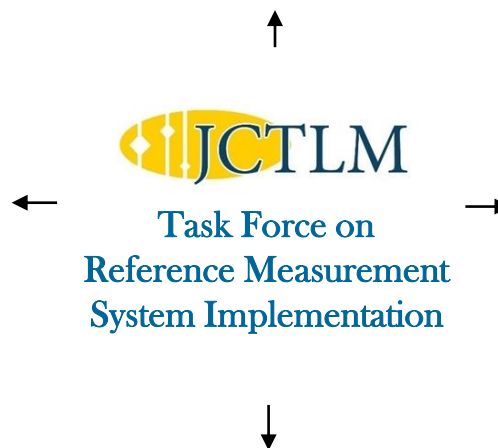 JCTLM
Task Force on
Reference Measurement
System Implementation